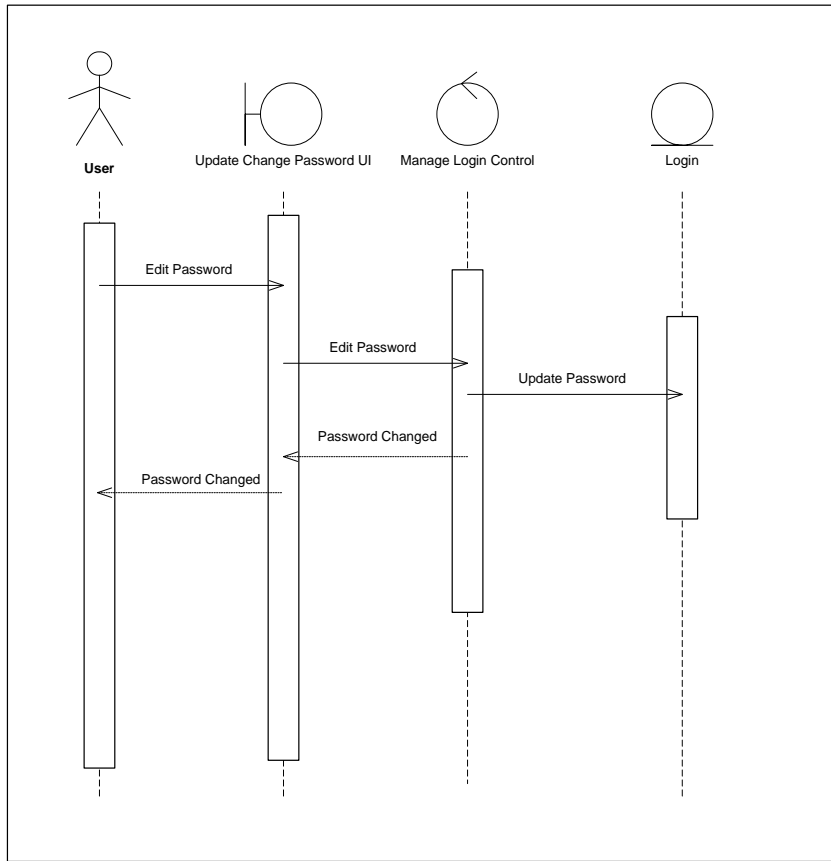 User
Update Change Password UI
Manage Login Control
Login
Edit Password
Edit Password
Update Password
Password Changed
Password Changed